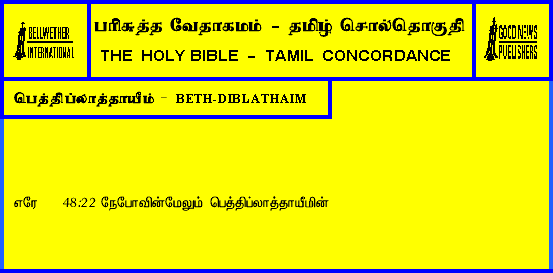 BELLWETHER
INTERNATIONAL
பரிசுத்த வேதாகமம் - தமிழ் சொல்தொகுதி
THE HOLY BIBLE - TAMIL CONCORDANCE
GOOD NEWS
PUBLISHERS
பெத்திப்லாத்தாயீம் - BETH-DIBLATHAIM
எரே 48:22 நேபோவின்மேலும் பெத்திப்லாத்தாயீமின்